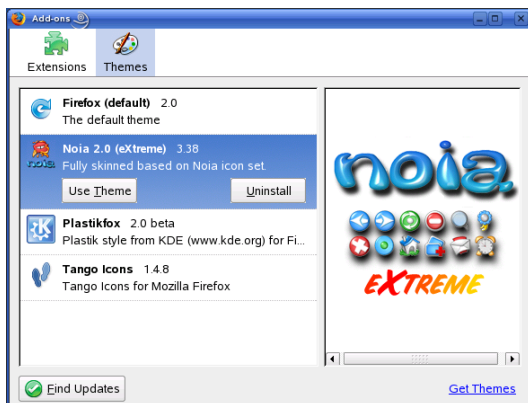 Add-ons
Extensions Themes
Firefox (default) 2.0
The default theme
Noia 2.0 (eXtreme) 3.38
Fully skinned based on Noia icon set.
Use Theme Uninstall
Plastikfox 2.0 beta
Plastik style from KDE (www.kde.org) for Fi...
Tango Icons 1.4.8
Tango Icons for Mozilla Firefox
noia
eXTREME
Find Updates
Get Themes